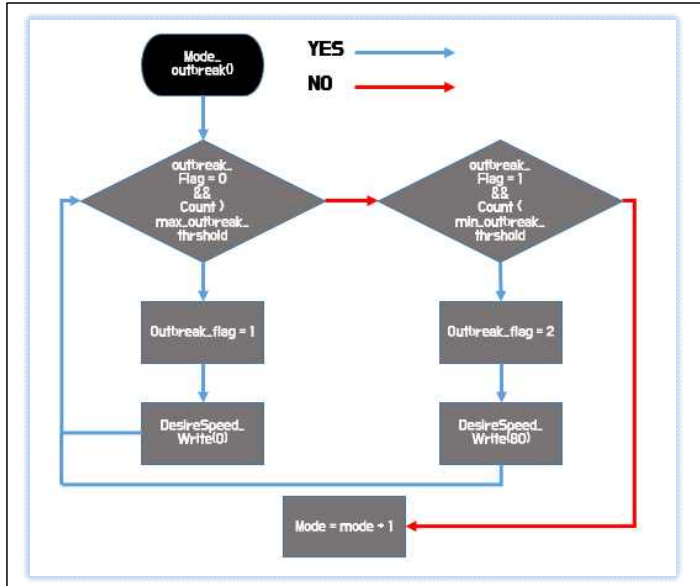 Mode_
outbreak()
YES
NO
outbreak_
Flag = 0
&&
Count >
max_outbreak_
thrshold
outbreak_
Flag = 1
&&
Count <
min_outbreak_
thrshold
Outbreak_flag = 1
Outbreak_flag = 2
DesireSpeed_
Write(0)
DesireSpeed_
Write(80)
Mode = mode + 1